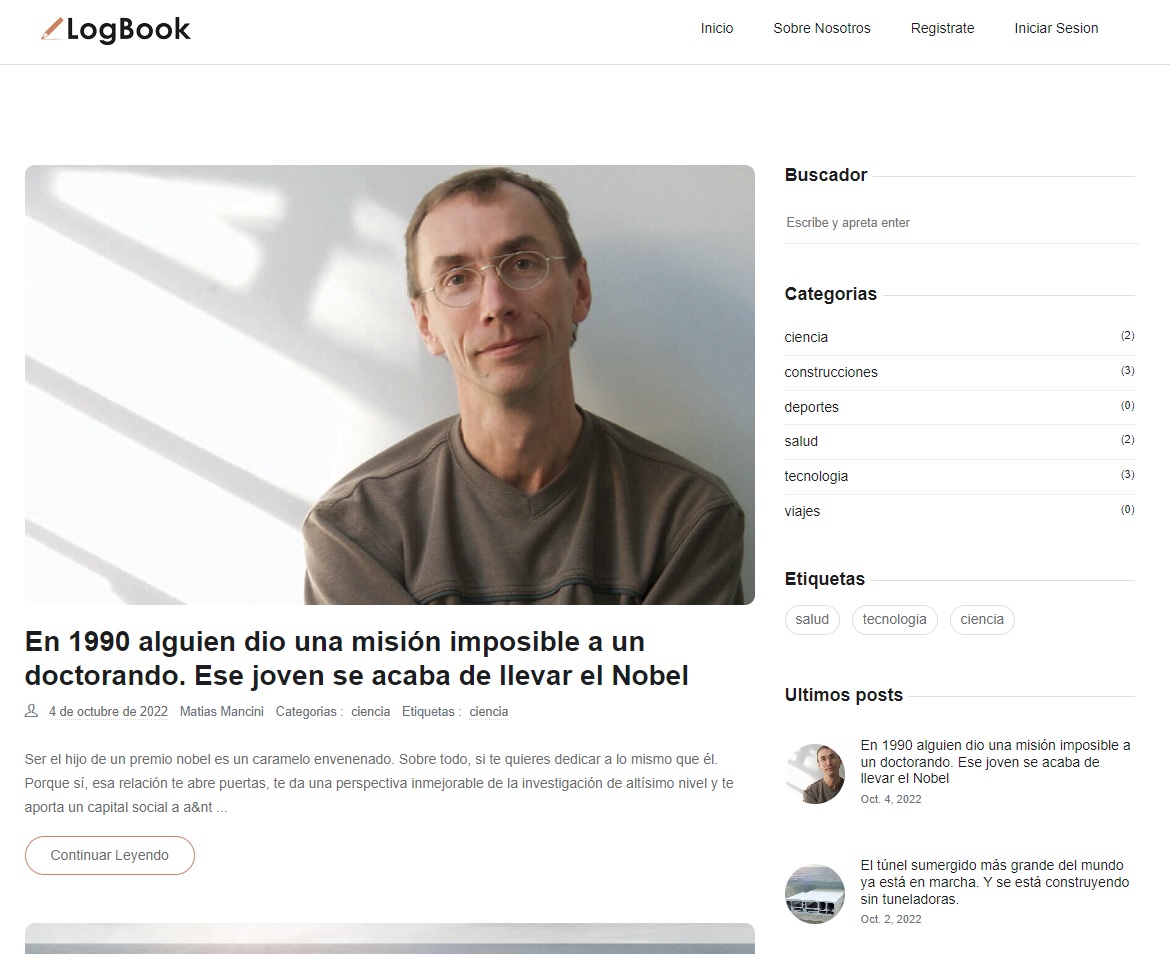 LogBook
Inicio
Sobre Nosotros
Registrate
Iniciar Sesion
En 1990 alguien dio una misión imposible a un
doctorando. Ese joven se acaba de llevar el Nobel
4 de octubre de 2022 Matias Mancini Categorias : ciencia Etiquetas : ciencia
Ser el hijo de un premio nobel es un caramelo envenenado. Sobre todo, si te quieres dedicar a lo mismo que él.
Porque sí, esa relación te abre puertas, te da una perspectiva inmejorable de la investigación de altísimo nivel y te
aporta un capital social a a&nt ...
Continuar Leyendo
Buscador
Escribe y apreta enter
Categorias
ciencia (2)
construcciones (3)
deportes (0)
salud (2)
tecnologia (3)
viajes (0)
Etiquetas
salud
tecnologia
ciencia
Ultimos posts
En 1990 alguien dio una misión imposible a
un doctorando. Ese joven se acaba de
llevar el Nobel
Oct. 4, 2022
El túnel sumergido más grande del mundo
ya está en marcha. Y se está construyendo
sin tuneladoras.
Oct. 2, 2022